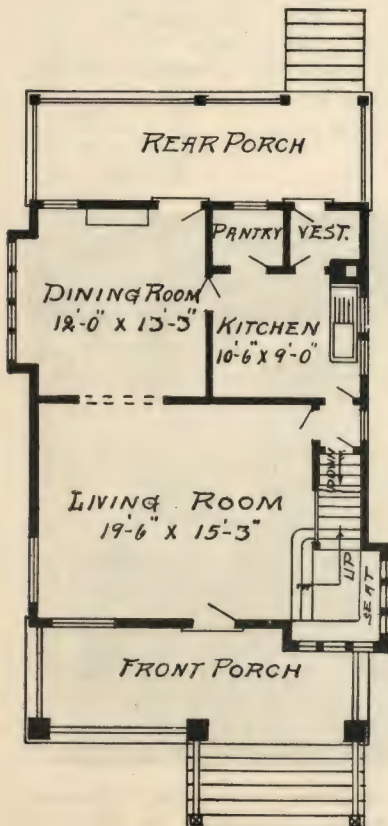 REAR PORCH
PANTRY
VEST.
DINING ROOM
12'-0" X 13'-3"
KITCHEN
10'-6" X 9'-0"
DOWN
LIVING ROOM
19'-6" X 15'-3"
UP
SEAT
FRONT PORCH